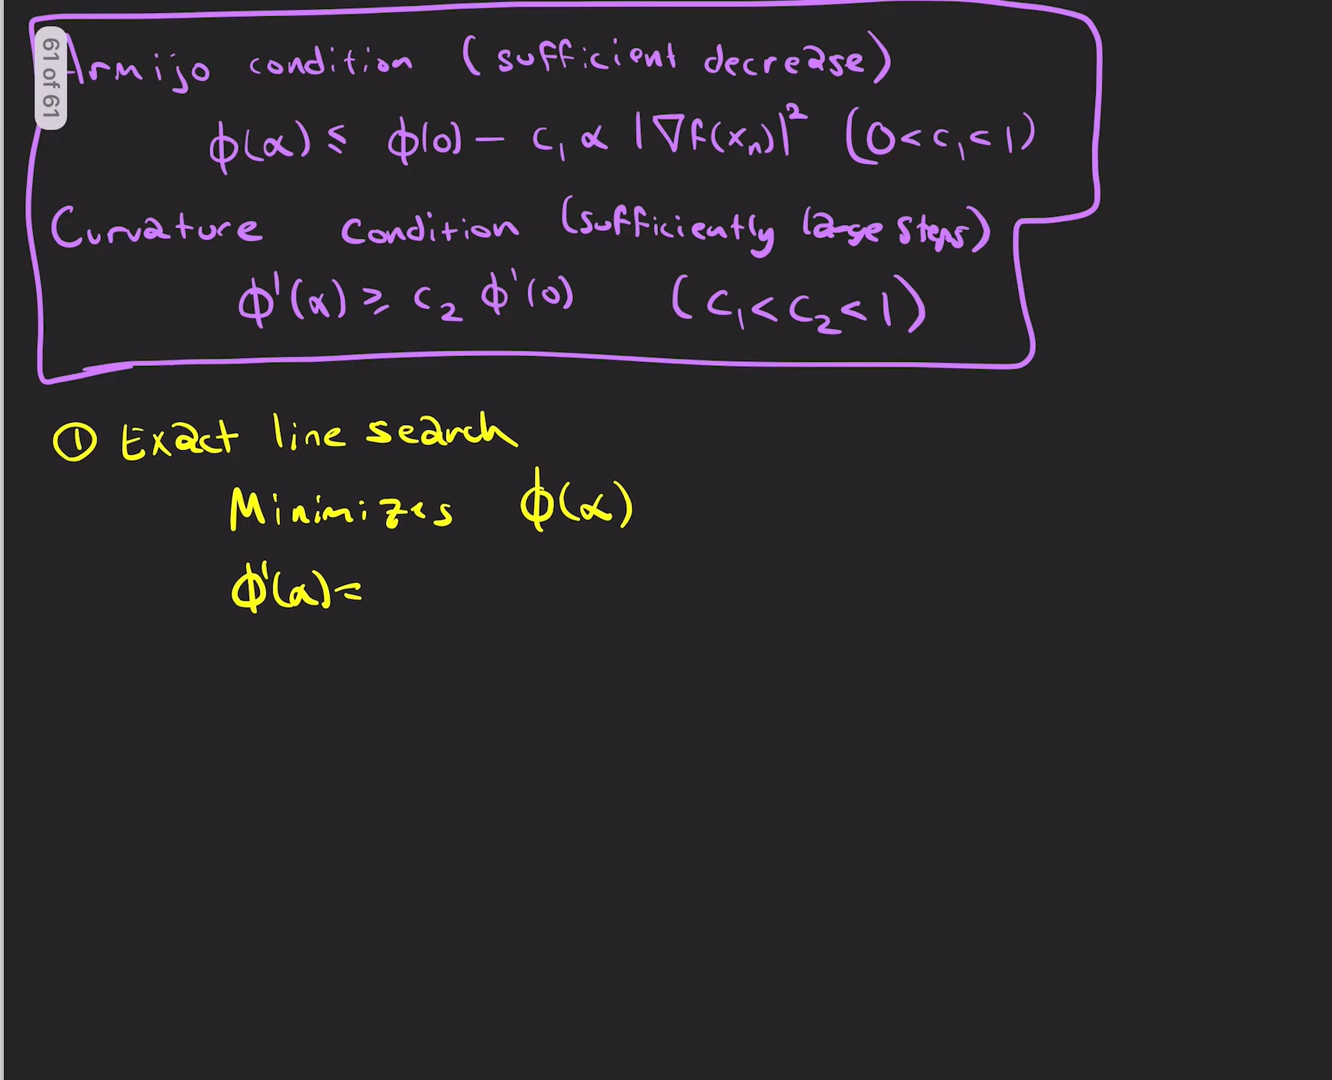 61 of 61
Armijo condition (sufficient decrease)
ϕ(α) ≤ ϕ(0) − c₁ α |∇f(xₙ)|² (0<c₁<1)
Curvature condition (sufficiently large steps)
ϕ'(α) ≥ c₂ ϕ'(0) (c₁<c₂<1)
① Exact line search
Minimizes ϕ(α)
ϕ'(α)=